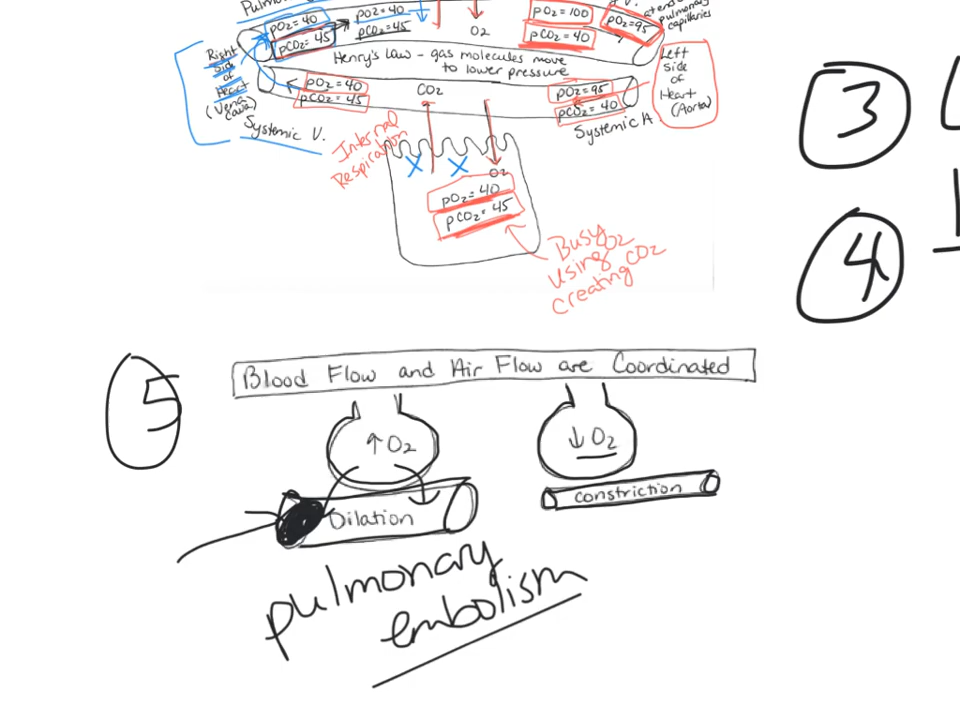 pO2=40
pCO2=45
pO2=40
pCO2=45
O2
pO2=100
pCO2=40
pO2=95
pulmonary
capillaries
Henry's Law - gas molecules move
to lower pressure
Right
Side
of
Heart
(Vena
Cava)
pO2=40
pCO2=45
CO2
pO2=95
pCO2=40
Left
Side
of
Heart
(Aorta)
Systemic V.
Systemic A.
Internal
Respiration
X
X
O2
pO2=40
pCO2=45
Busy
using O2
creating CO2
3
4
5
Blood Flow and Air Flow are Coordinated
↑O2
↓O2
Dilation
constriction
pulmonary
embolism